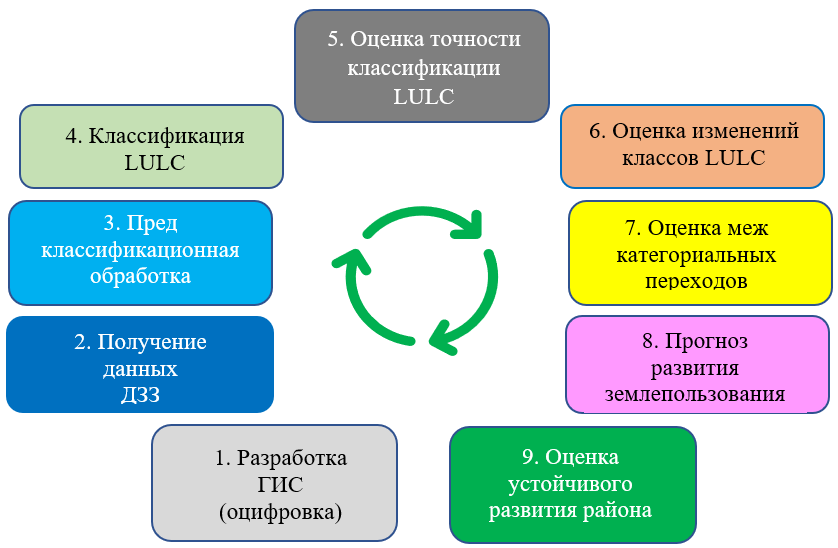 5. Оценка точности
классификации
LULC
4. Классификация
LULC
6. Оценка изменений
классов LULC
3. Пред
классификационная
обработка
7. Оценка меж
категориальных
переходов
2. Получение
данных
ДЗЗ
8. Прогноз
развития
землепользования
1. Разработка
ГИС
(оцифровка)
9. Оценка
устойчивого
развития района